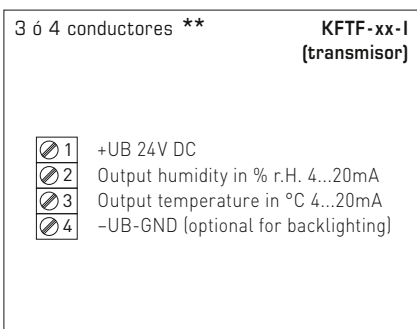 3 ó 4 conductores ** KFTF-xx-I
(transmisor)
1 +UB 24V DC
2 Output humidity in % r.H. 4...20mA
3 Output temperature in °C 4...20mA
4 –UB-GND (optional for backlighting)